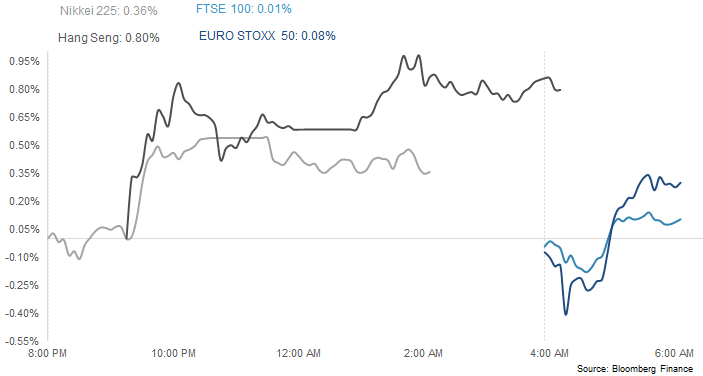 Nikkei 225: 0.36%
FTSE 100: 0.01%
Hang Seng: 0.80%
EURO STOXX 50: 0.08%
0.95%
0.80%
0.65%
0.50%
0.35%
0.20%
0.05%
-0.10%
-0.25%
-0.40%
-0.55%
8:00 PM
10:00 PM
12:00 AM
2:00 AM
4:00 AM
6:00 AM
Source: Bloomberg Finance